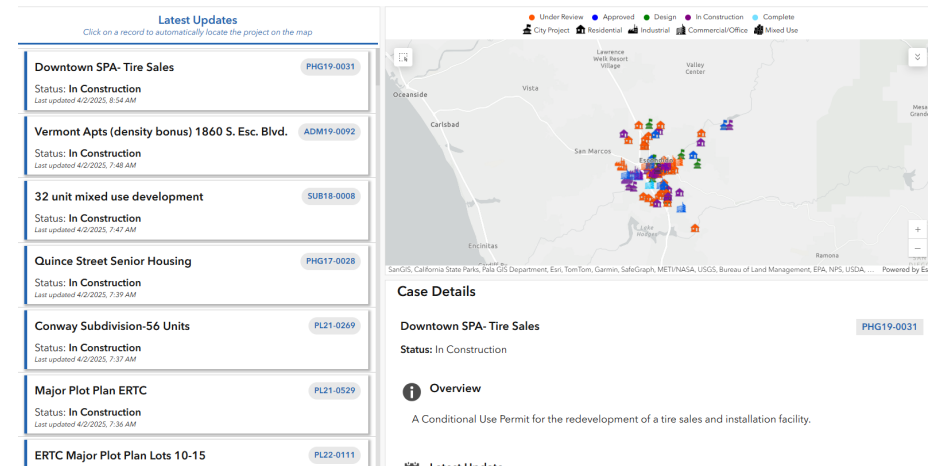 Latest Updates
Click on a record to automatically locate the project on the map
Downtown SPA- Tire Sales
PHG19-0031
Status: In Construction
Last updated 4/2/2025, 8:54 AM
Vermont Apts (density bonus) 1860 S. Esc. Blvd.
ADM19-0092
Status: In Construction
Last updated 4/2/2025, 7:48 AM
32 unit mixed use development
SUB18-0008
Status: In Construction
Last updated 4/2/2025, 7:47 AM
Quince Street Senior Housing
PHG17-0028
Status: In Construction
Last updated 4/2/2025, 7:39 AM
Conway Subdivision-56 Units
PL21-0269
Status: In Construction
Last updated 4/2/2025, 7:37 AM
Major Plot Plan ERTC
PL21-0529
Status: In Construction
Last updated 4/2/2025, 7:36 AM
ERTC Major Plot Plan Lots 10-15
PL22-0111
Under Review Approved Design In Construction Complete
City Project Residential Industrial Commercial/Office Mixed Use
Lawrence
Welk Resort
Village
Valley
Center
Vista
Oceanside
Carlsbad
Mesa
Grande
San Marcos
Lake
Hodges
Encinitas
Ramona
SanGIS, California State Parks, Pala GIS Department, Esri, TomTom, Garmin, SafeGraph, METI/NASA, USGS, Bureau of Land Management, EPA, NPS, USDA, ...
Powered by Es
Case Details
Downtown SPA- Tire Sales
PHG19-0031
Status: In Construction
Overview
A Conditional Use Permit for the redevelopment of a tire sales and installation facility.
Latest Update